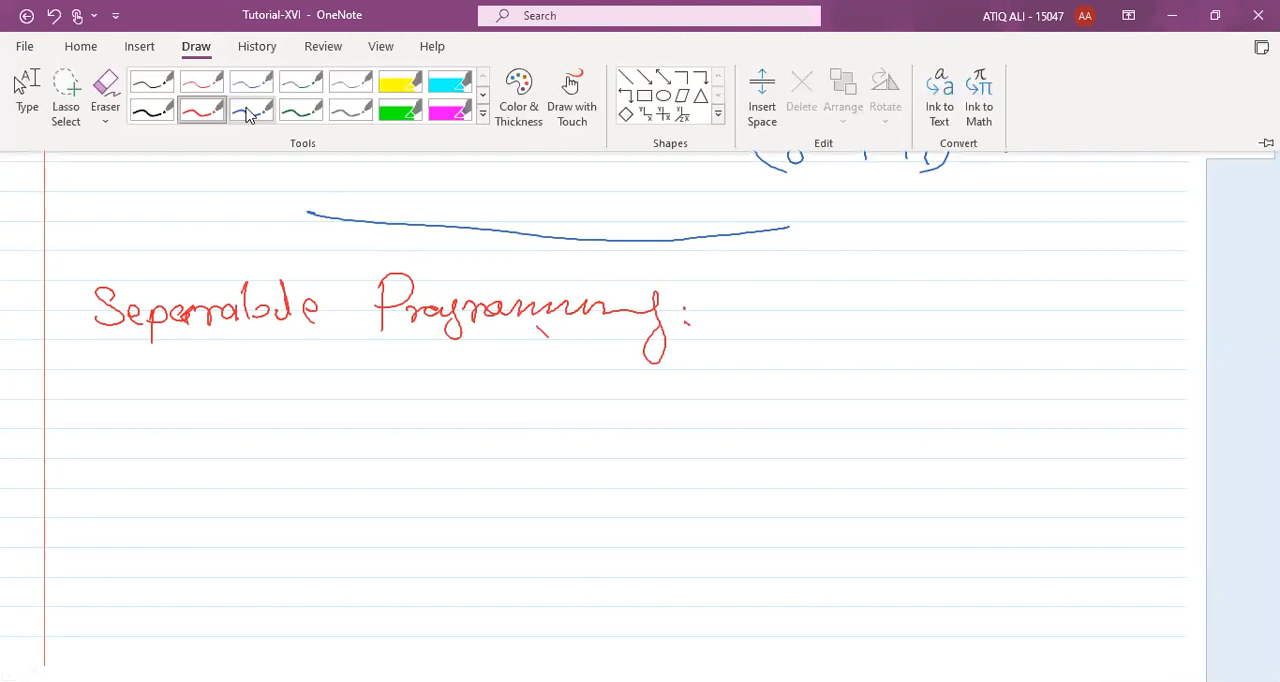 Tutorial-XVI - OneNote
Search
ATIQ ALI - 15047 AA
File Home Insert Draw History Review View Help
Type
Lasso Select
Eraser
Color & Thickness
Draw with Touch
Insert Space
Delete
Arrange
Rotate
Ink to Text
Ink to Math
Tools
Shapes
Edit
Convert
Separable Programming: